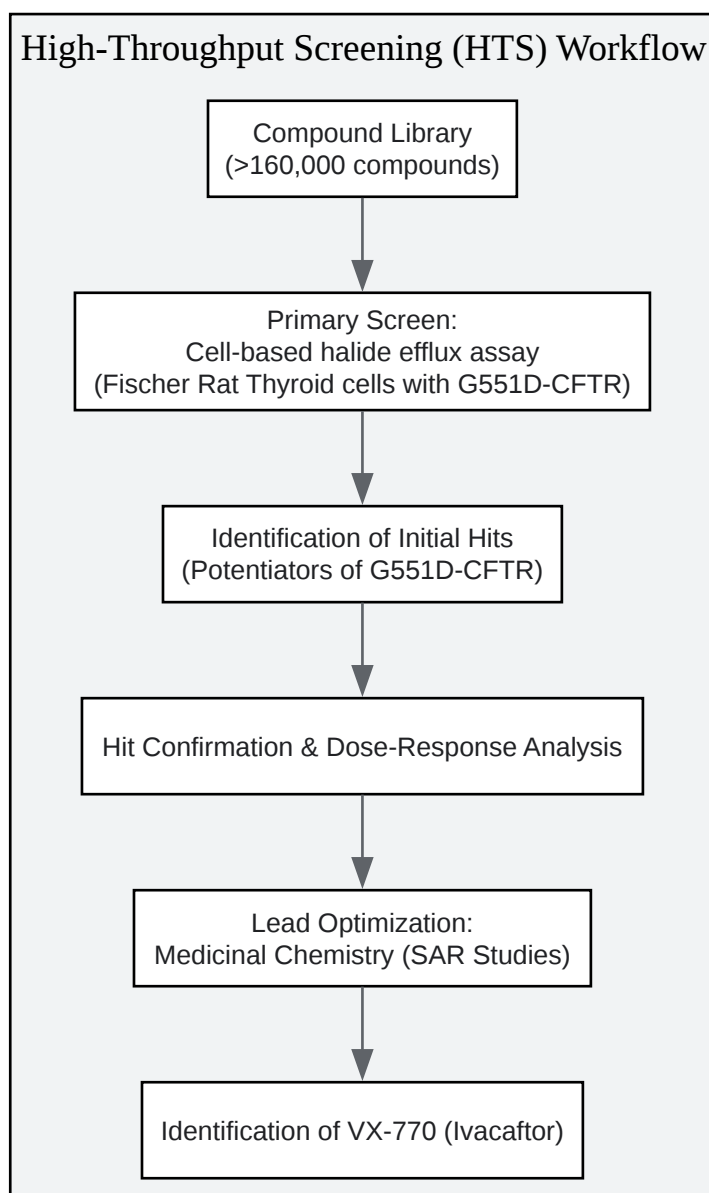 High-Throughput Screening (HTS) Workflow
Compound Library
(>160,000 compounds)
Primary Screen:
Cell-based halide efflux assay
(Fischer Rat Thyroid cells with G551D-CFTR)
Identification of Initial Hits
(Potentiators of G551D-CFTR)
Hit Confirmation & Dose-Response Analysis
Lead Optimization:
Medicinal Chemistry (SAR Studies)
Identification of VX-770 (Ivacaftor)